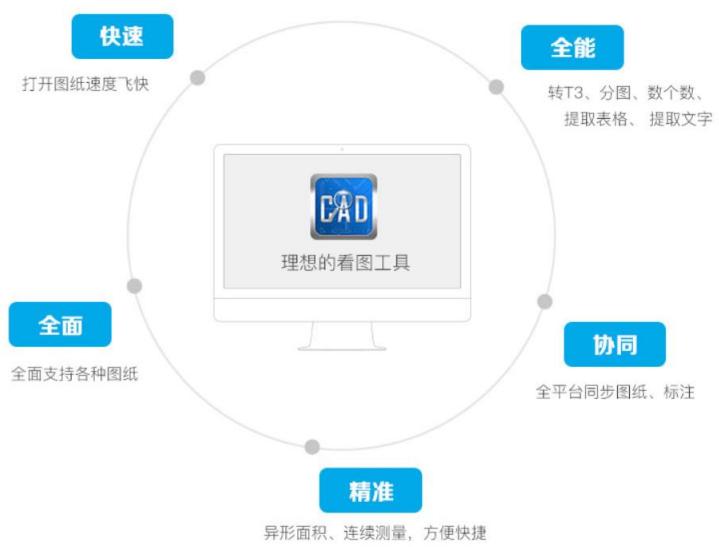 快速
打开图纸速度飞快
全能
转T3、分图、数个数、
提取表格、 提取文字
CAD
理想的看图工具
全面
全面支持各种图纸
协同
全平台同步图纸、标注
精准
异形面积、连续测量，方便快捷